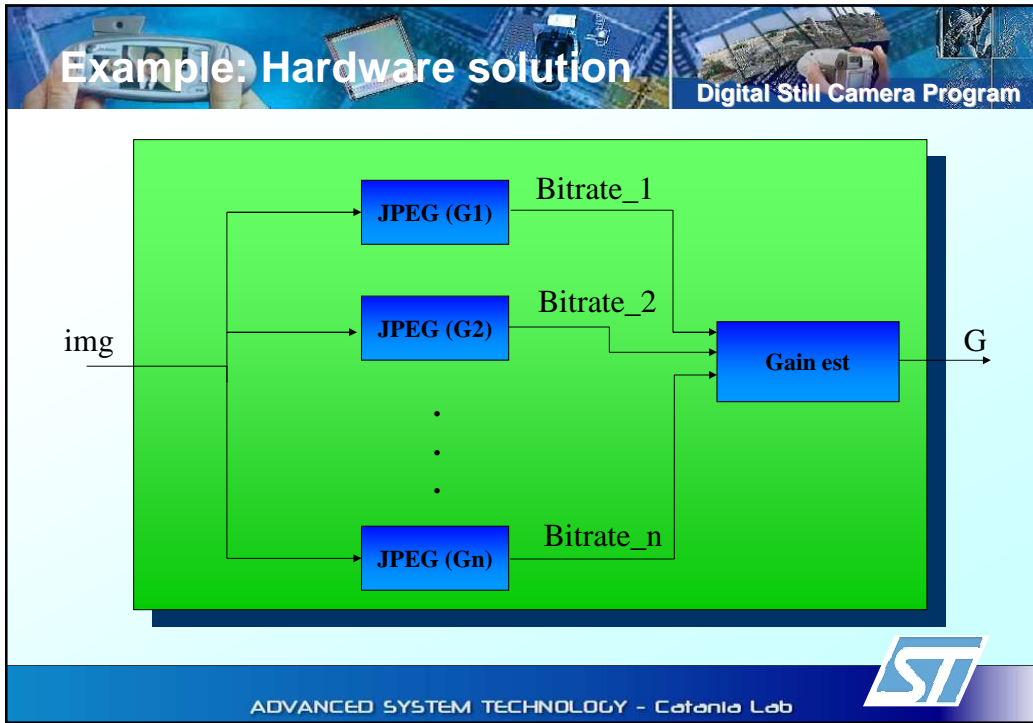 Example: Hardware solution
Digital Still Camera Program
Bitrate_1
JPEG (G1)
Bitrate_2
JPEG (G2)
img
Gain est
G
.
.
.
Bitrate_n
JPEG (Gn)
ST
ADVANCED SYSTEM TECHNOLOGY - Catania Lab